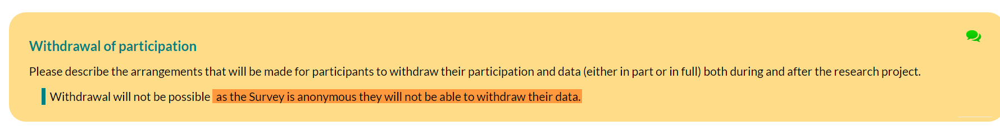 Withdrawal of participation
Please describe the arrangements that will be made for participants to withdraw their participation and data (either in part or in full) both during and after the research project.
Withdrawal will not be possible as the Survey is anonymous they will not be able to withdraw their data.